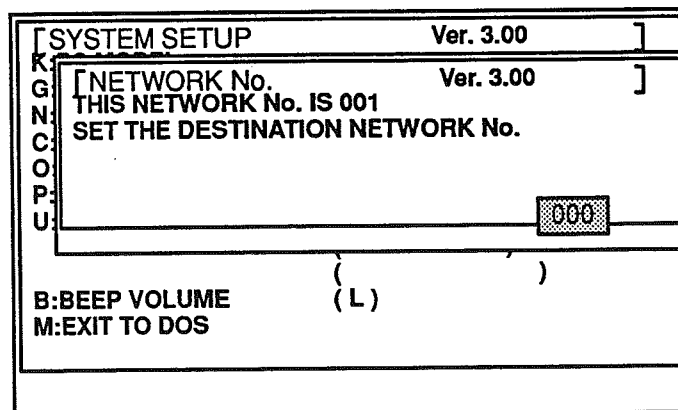 [SYSTEM SETUP Ver. 3.00 ]
K:
[NETWORK No. Ver. 3.00 ]
G
THIS NETWORK No. IS 001
N:
SET THE DESTINATION NETWORK No.
C:
O
P:
000
U:
( )
B:BEEP VOLUME (L)
M:EXIT TO DOS